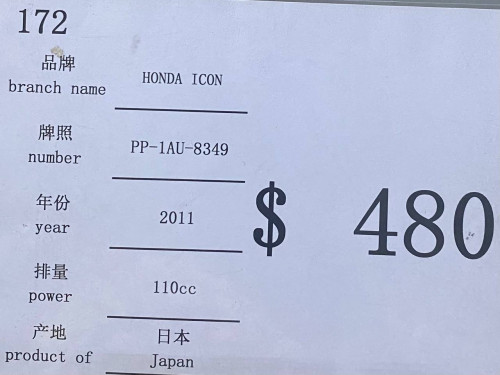 172
品牌
branch name
HONDA ICON
牌照
number
PP-1AU-8349
年份
year
2011
$ 480
排量
power
110cc
产地
product of
日本
Japan